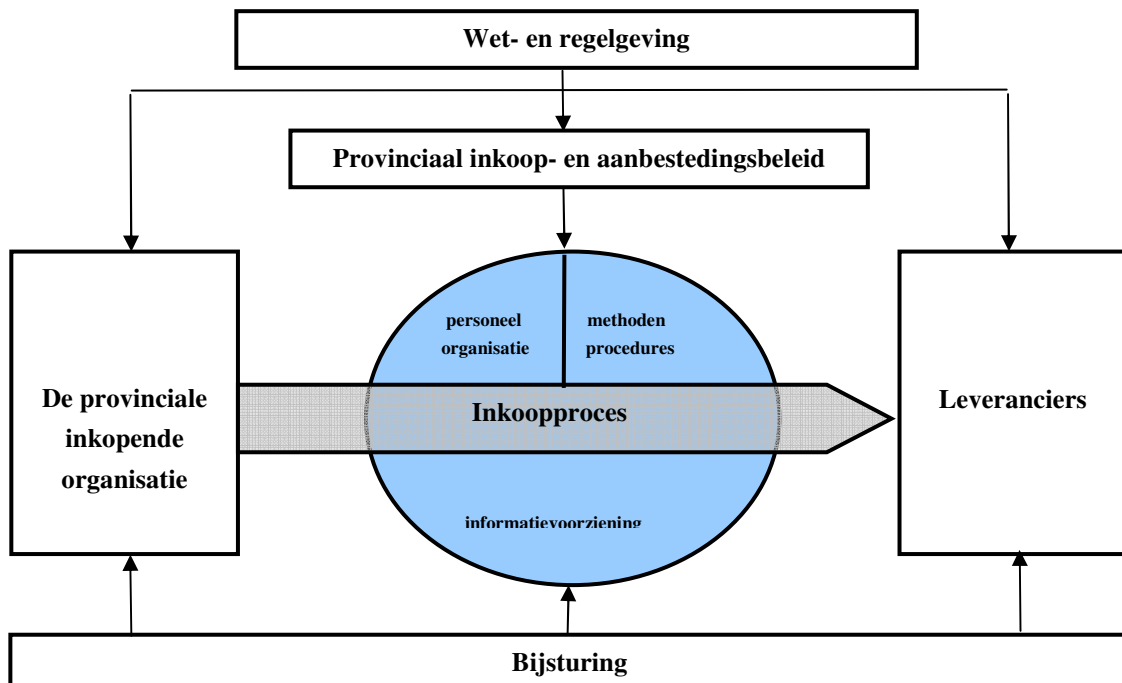 Wet- en regelgeving
Provinciaal inkoop- en aanbestedingsbeleid
personeel
organisatie
methoden
procedures
De provinciale
inkopende
organisatie
Inkoopproces
Leveranciers
informatievoorziening
Bijsturing